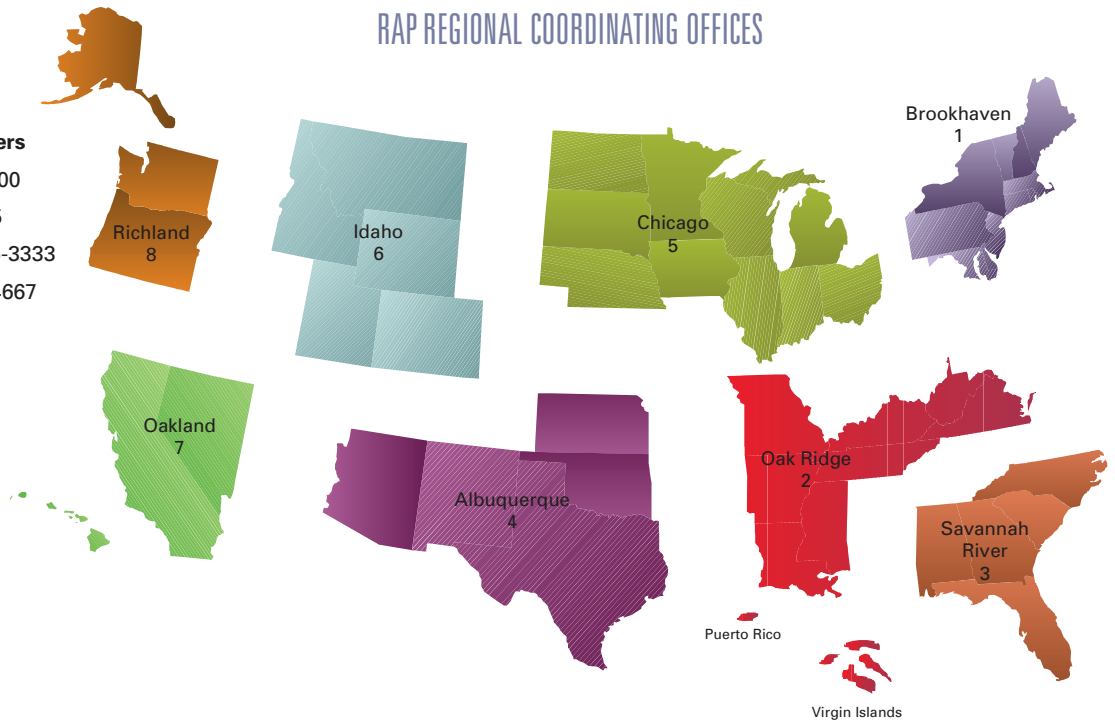 RAP REGIONAL COORDINATING OFFICES
ers
00
-3333
4667
Brookhaven
1
Richland
8
Idaho
6
Chicago
5
Oakland
7
Albuquerque
4
Oak Ridge
2
Savannah
River
3
Puerto Rico
Virgin Islands